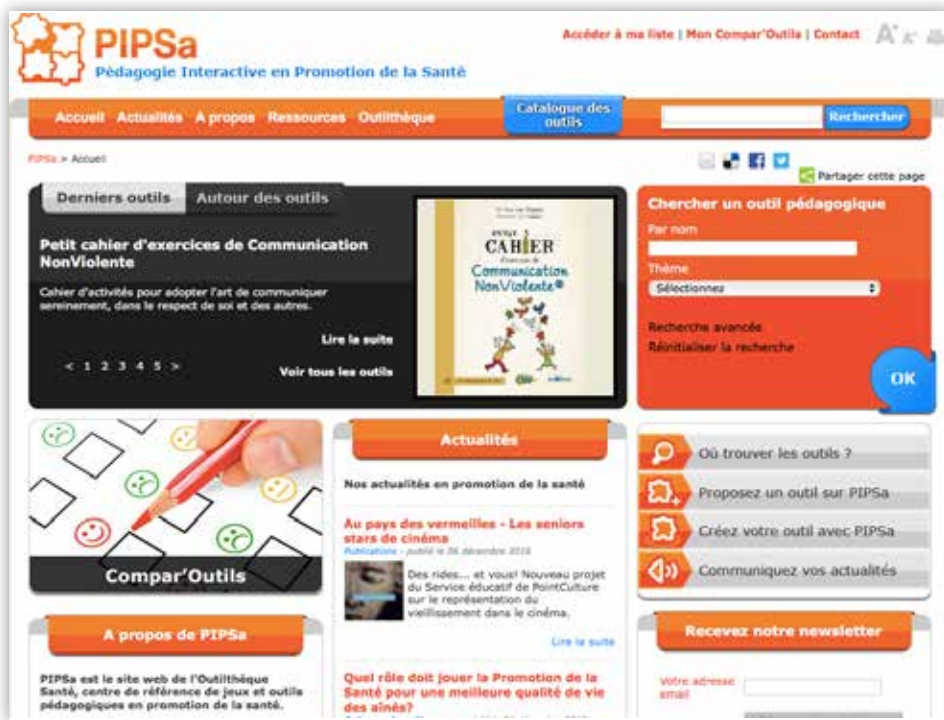 PIPSa
Pédagogie Interactive en Promotion de la Santé
Accéder à ma liste | Mon Compar'Outils | Contact A+ A-
Accueil Actualités A propos Ressources Outilthèque
Catalogue des
outils
Rechercher
PIPSa > Accueil
Partager cette page
Derniers outils Autour des outils
Petit cahier d'exercices de Communication
NonViolente
Cahier d'activités pour adopter l'art de communiquer
sereinement, dans le respect de soi et des autres.
Lire la suite
< 1 2 3 4 5 >
Voir tous les outils
PETIT
CAHIER
d'exercices de
Communication
NonViolente®
Chercher un outil pédagogique
Par nom
Thème
Sélectionnez
Recherche avancée
Réinitialiser la recherche
OK
Compar'Outils
A propos de PIPSa
PIPSa est le site web de l'Outilthèque
Santé, centre de référence de jeux et outils
pédagogiques en promotion de la santé.
Actualités
Nos actualités en promotion de la santé
Au pays des vermeilles - Les seniors
stars de cinéma
Publications - publié le 06 décembre 2016
Des rides... et vous! Nouveau projet
du Service éducatif de PointCulture
sur le représentation du
vieillissement dans le cinéma.
Lire la suite
Quel rôle doit jouer la Promotion de la
Santé pour une meilleure qualité de vie
des aînés?
Où trouver les outils ?
Proposez un outil sur PIPSa
Créez votre outil avec PIPSa
Communiquez vos actualités
Recevez notre newsletter
Votre adresse
email